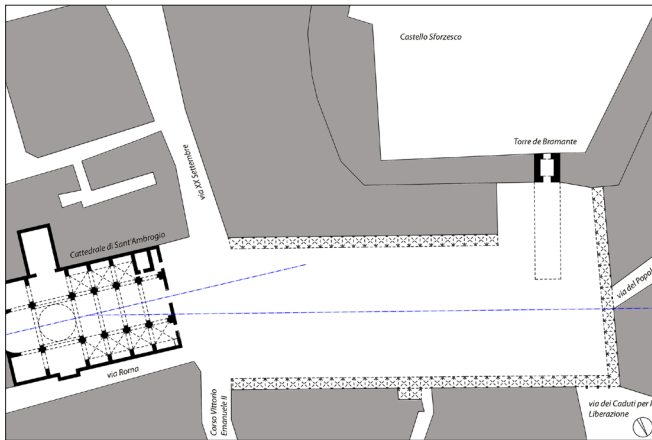 Castello Sforzesco
Torre de Bramante
via XX Settembre
Cattedrale di Sant'Ambrogio
via del Popol
via Roma
Corso Vittorio
Emanuele II
via dei Caduti per l
Liberazione